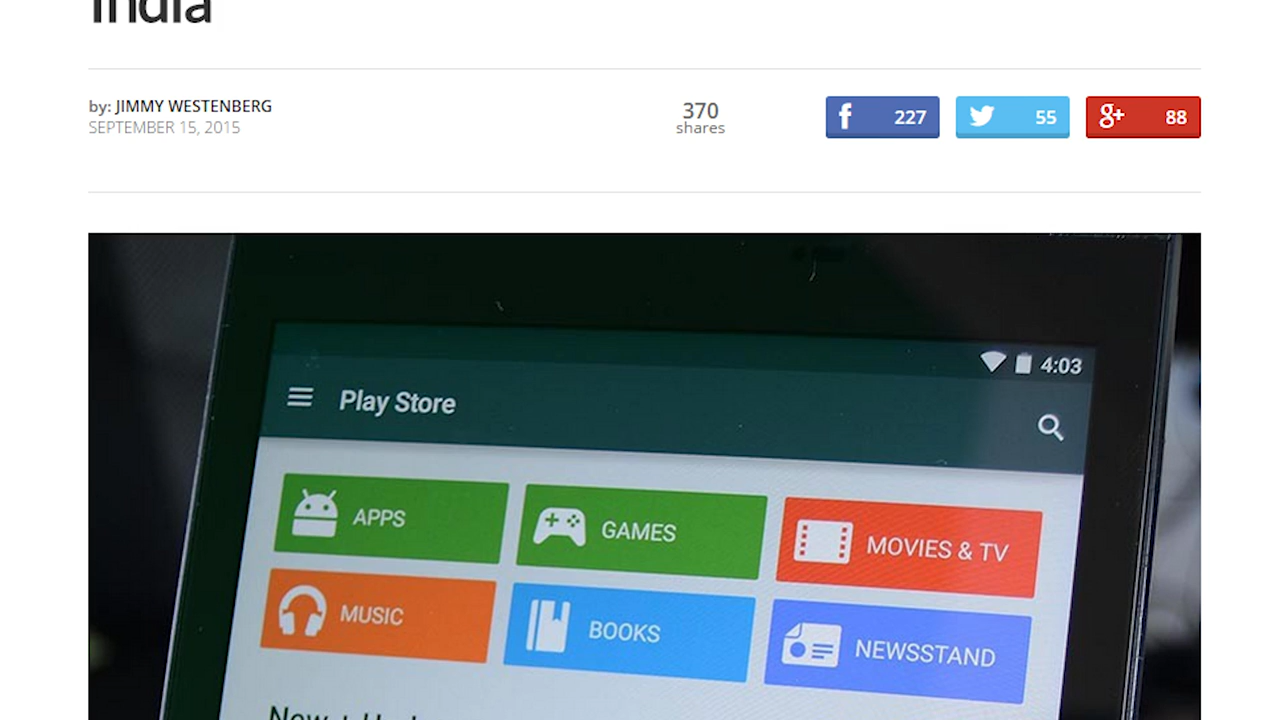 India
by: JIMMY WESTENBERG
SEPTEMBER 15, 2015
370
shares
f 227
55
g+ 88
4:03
Play Store
APPS
GAMES
MOVIES & TV
MUSIC
BOOKS
NEWSSTAND